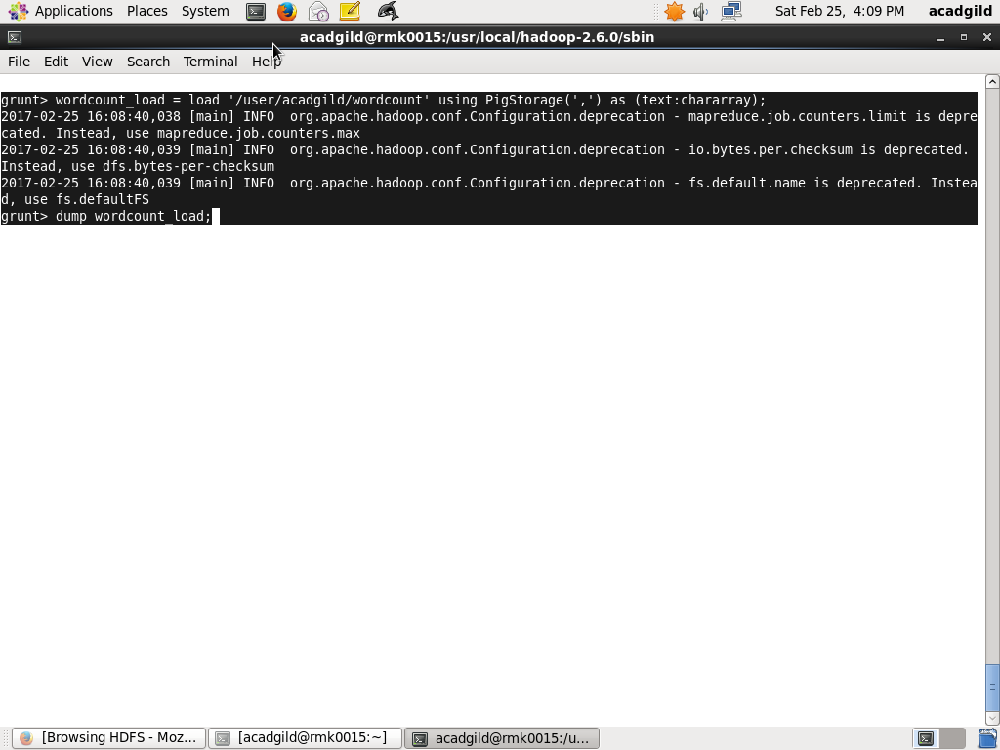 Applications Places System Sat Feb 25, 4:09 PM acadgild
acadgild@rmk0015:/usr/local/hadoop-2.6.0/sbin
File Edit View Search Terminal Help
grunt> wordcount_load = load '/user/acadgild/wordcount' using PigStorage(',') as (text:chararray);
2017-02-25 16:08:40,038 [main] INFO  org.apache.hadoop.conf.Configuration.deprecation - mapreduce.job.counters.limit is depre
cated. Instead, use mapreduce.job.counters.max
2017-02-25 16:08:40,039 [main] INFO  org.apache.hadoop.conf.Configuration.deprecation - io.bytes.per.checksum is deprecated.
Instead, use dfs.bytes-per-checksum
2017-02-25 16:08:40,039 [main] INFO  org.apache.hadoop.conf.Configuration.deprecation - fs.default.name is deprecated. Instea
d, use fs.defaultFS
grunt> dump wordcount_load;
[Browsing HDFS - Moz... [acadgild@rmk0015:~] acadgild@rmk0015:/u...